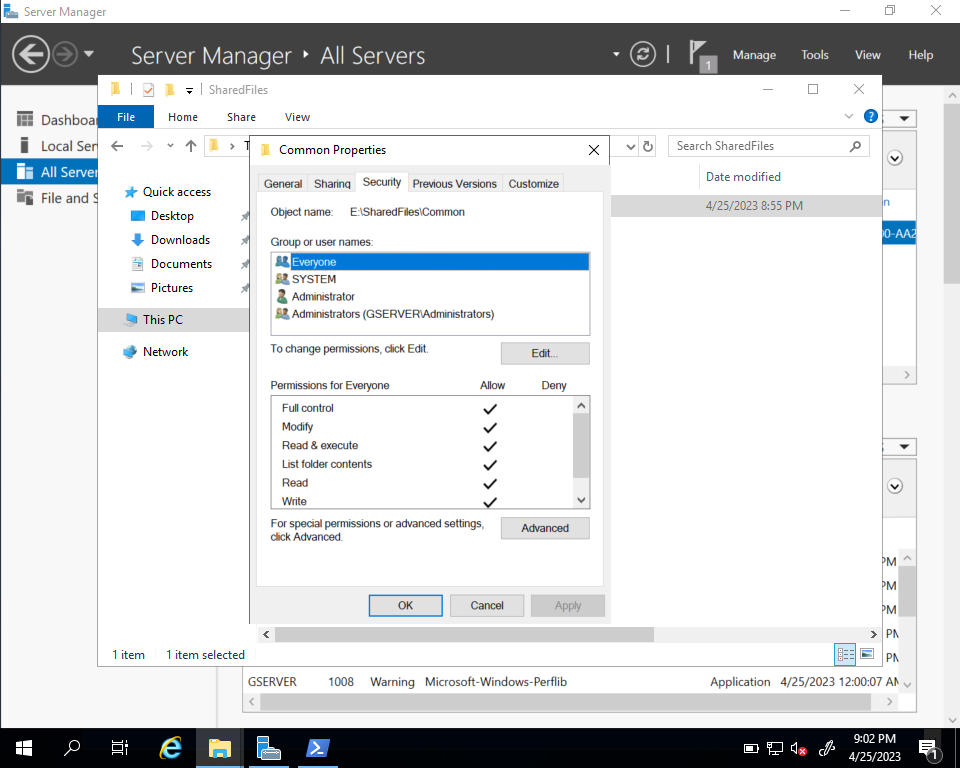 Server Manager
Server Manager ‣ All Servers
1
Manage Tools View Help
SharedFiles
File Home Share View
Search SharedFiles
Dashboa
Local Ser
All Server
File and S
Quick access
Desktop
Downloads
Documents
Pictures
This PC
Network
Date modified
4/25/2023 8:55 PM
Common Properties
General Sharing Security Previous Versions Customize
Object name: E:\SharedFiles\Common
Group or user names:
Everyone
SYSTEM
Administrator
Administrators (GSERVER\Administrators)
To change permissions, click Edit.
Edit...
Permissions for Everyone Allow Deny
Full control
Modify
Read & execute
List folder contents
Read
Write
For special permissions or advanced settings,
click Advanced.
Advanced
OK Cancel Apply
1 item 1 item selected
GSERVER 1008 Warning Microsoft-Windows-Perflib Application 4/25/2023 12:00:07 AM
9:02 PM
4/25/2023
1